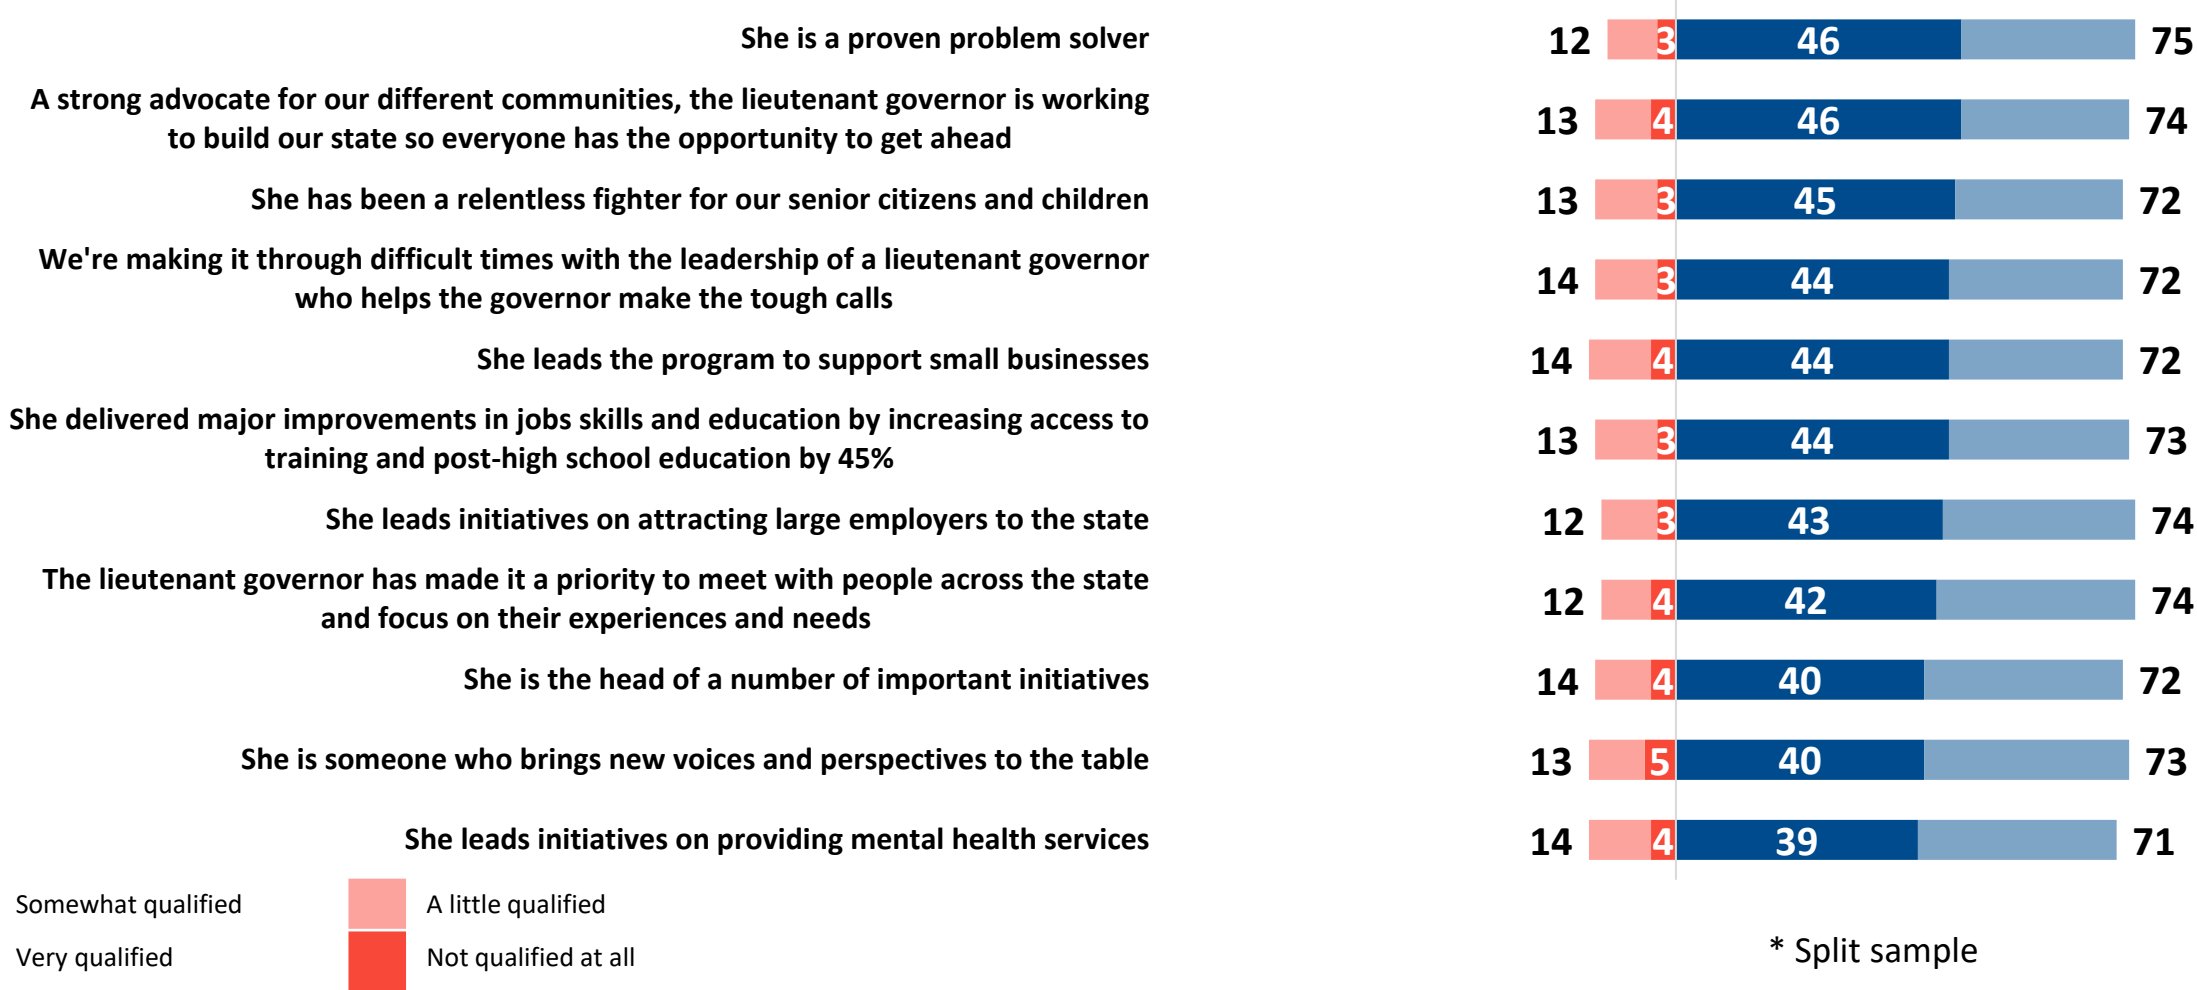 She is a proven problem solver
12 3 46 75
A strong advocate for our different communities, the lieutenant governor is working
to build our state so everyone has the opportunity to get ahead
13 4 46 74
She has been a relentless fighter for our senior citizens and children
13 3 45 72
We're making it through difficult times with the leadership of a lieutenant governor
who helps the governor make the tough calls
14 3 44 72
She leads the program to support small businesses
14 4 44 72
She delivered major improvements in jobs skills and education by increasing access to
training and post-high school education by 45%
13 3 44 73
She leads initiatives on attracting large employers to the state
12 3 43 74
The lieutenant governor has made it a priority to meet with people across the state
and focus on their experiences and needs
12 4 42 74
She is the head of a number of important initiatives
14 4 40 72
She is someone who brings new voices and perspectives to the table
13 5 40 73
She leads initiatives on providing mental health services
14 4 39 71
Somewhat qualified
A little qualified
Very qualified
Not qualified at all
* Split sample